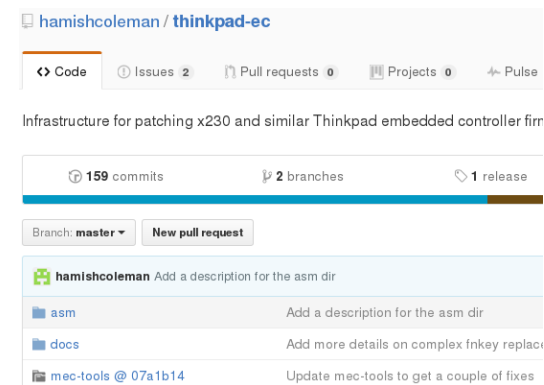 hamishcoleman / thinkpad-ec
Code Issues 2 Pull requests 0 Projects 0 Pulse
Infrastructure for patching x230 and similar Thinkpad embedded controller
159 commits 2 branches 1 release
Branch: master New pull request
hamishcoleman Add a description for the asm dir
asm Add a description for the asm dir
docs Add more details on complex fnkey
mec-tools @ 07a1b14 Update mec-tools to get a couple of fixes